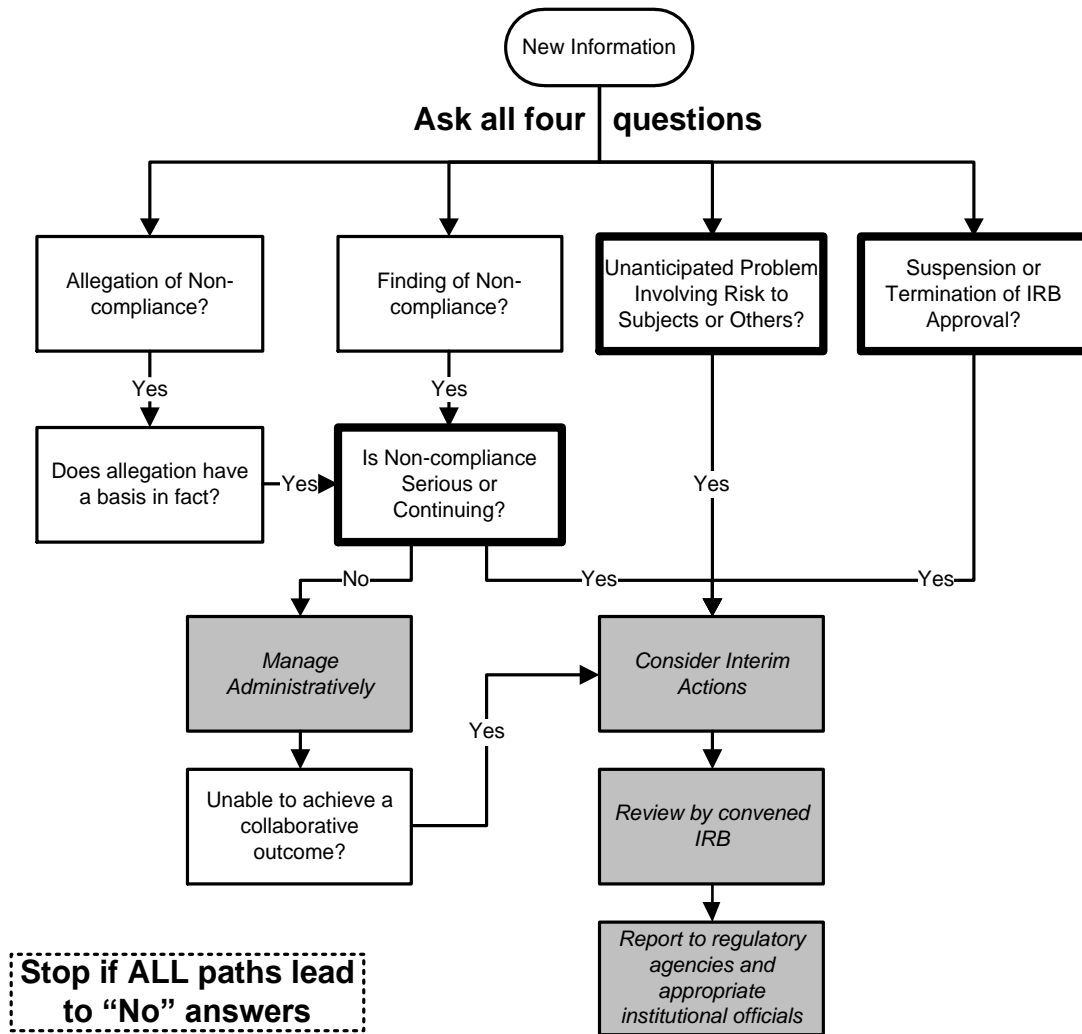 New Information
Ask all four questions
Allegation of Non-
compliance?
Finding of Non-
compliance?
Unanticipated Problem
Involving Risk to
Subjects or Others?
Suspension or
Termination of IRB
Approval?
Yes
Yes
Does allegation have
a basis in fact?
Yes
Is Non-compliance
Serious or
Continuing?
Yes
No
Yes
Yes
Manage
Administratively
Consider Interim
Actions
Yes
Unable to achieve a
collaborative
outcome?
Review by convened
IRB
Report to regulatory
agencies and
appropriate
institutional officials
Stop if ALL paths lead
to “No” answers